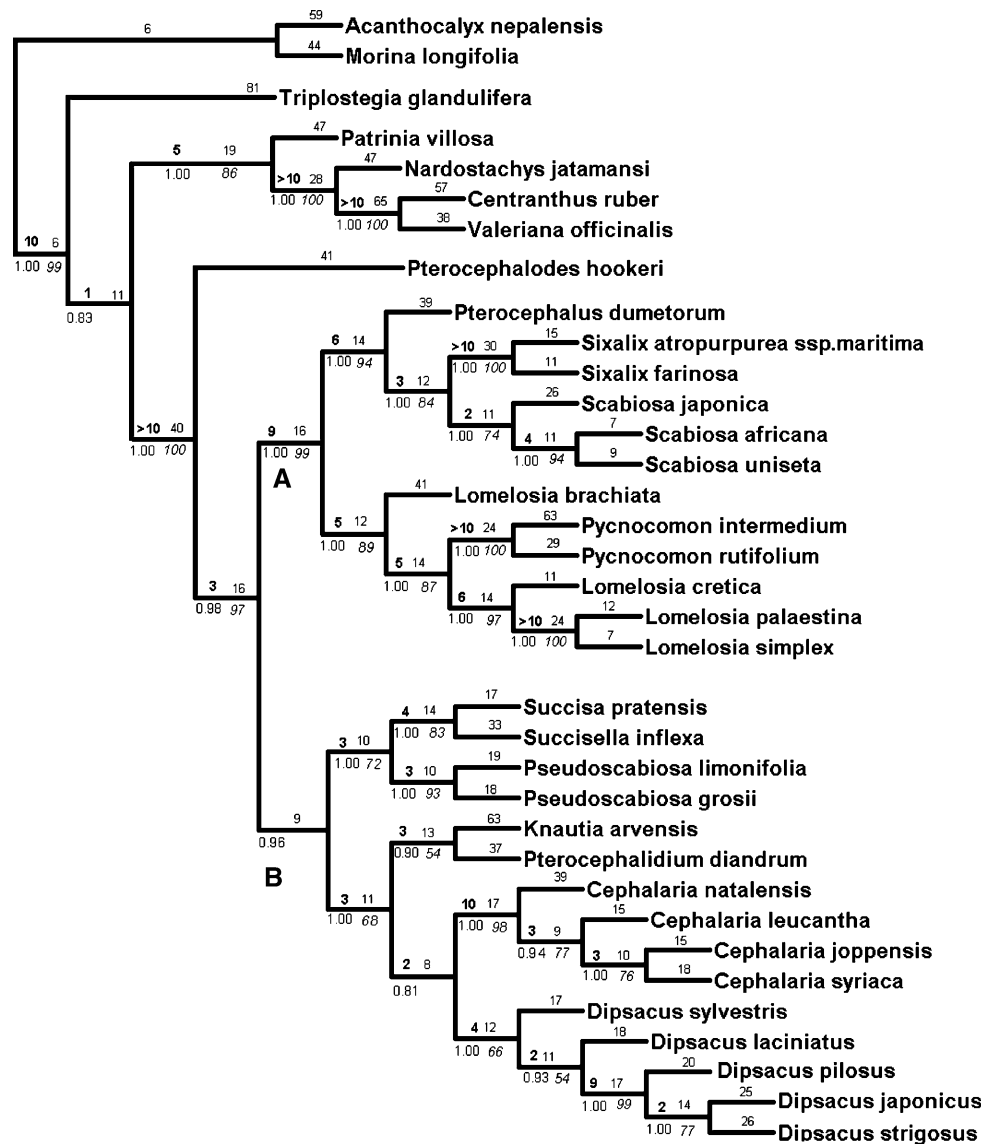 59
Acanthocalyx nepalensis
6
44
Morina longifolia
81
Triplostegia glandulifera
47
Patrinia villosa
5 19
1.00 86
47
Nardostachys jatamansi
>10 28
1.00 100
57
Centranthus ruber
>10 65
1.00 100
38
Valeriana officinalis
10 6
1.00 99
41
Pterocephalodes hookeri
1 11
0.83
39
Pterocephalus dumetorum
6 14
1.00 94
15
Sixalix atropurpurea ssp.maritima
>10 30
1.00 100
11
Sixalix farinosa
3 12
1.00 84
26
Scabiosa japonica
2 11
1.00 74
7
Scabiosa africana
4 11
1.00 94
9
Scabiosa uniseta
>10 40
1.00 100
9 16
1.00 99
A
41
Lomelosia brachiata
5 12
1.00 89
63
Pycnocomon intermedium
>10 24
1.00 100
29
Pycnocomon rutifolium
5 14
1.00 87
11
Lomelosia cretica
6 14
1.00 97
12
Lomelosia palaestina
>10 24
1.00 100
7
Lomelosia simplex
3 16
0.98 97
17
Succisa pratensis
4 14
1.00 83
33
Succisella inflexa
3 10
1.00 72
19
Pseudoscabiosa limonifolia
3 10
1.00 93
18
Pseudoscabiosa grosii
9
0.96
B
63
Knautia arvensis
3 13
0.90 54
37
Pterocephalidium diandrum
3 11
1.00 68
39
Cephalaria natalensis
10 17
1.00 98
15
Cephalaria leucantha
3 9
0.94 77
15
Cephalaria joppensis
3 10
1.00 76
18
Cephalaria syriaca
2 8
0.81
17
Dipsacus sylvestris
4 12
1.00 66
18
Dipsacus laciniatus
2 11
0.93 54
20
Dipsacus pilosus
9 17
1.00 99
25
Dipsacus japonicus
2 14
1.00 77
26
Dipsacus strigosus